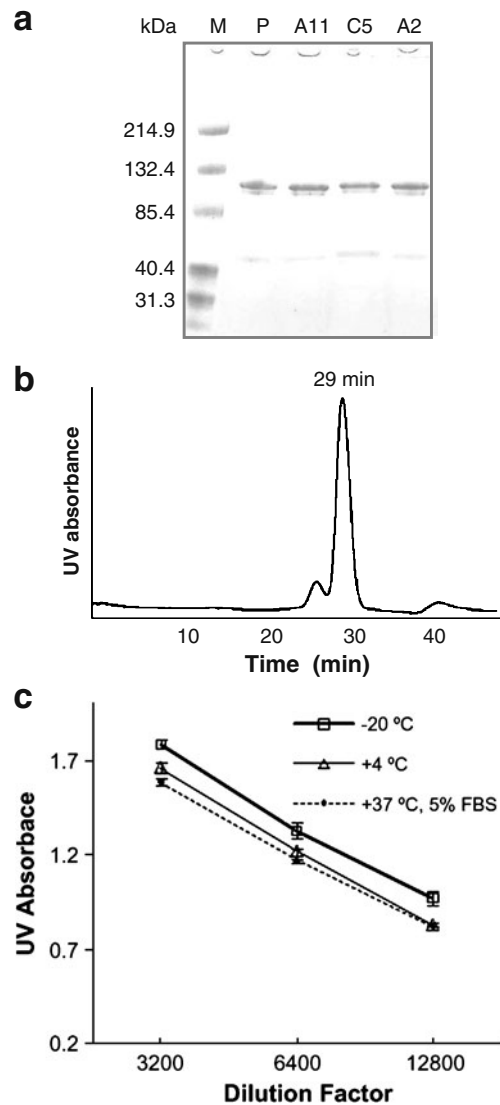 a
kDa M P A11 C5 A2
214.9
132.4
85.4
40.4
31.3
b
29 min
UV absorbance
10 20 30 40
Time (min)
c
-20 ºC
+4 ºC
+37 ºC, 5% FBS
1.7
1.2
0.7
0.2
UV Absorbace
3200 6400 12800
Dilution Factor